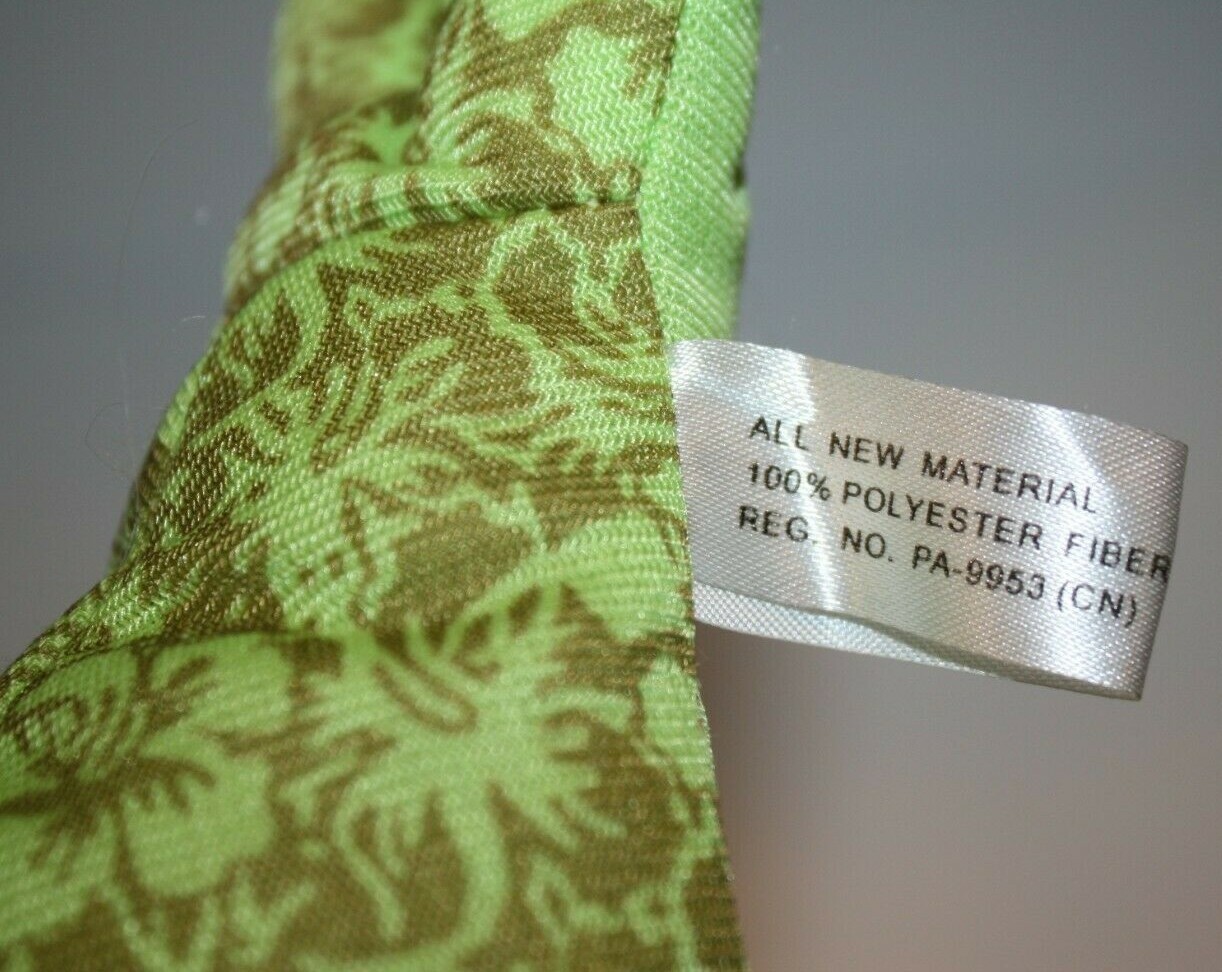 ALL NEW MATERIAL
100% POLYESTER FIBER
REG. NO. PA-9953 (CN)